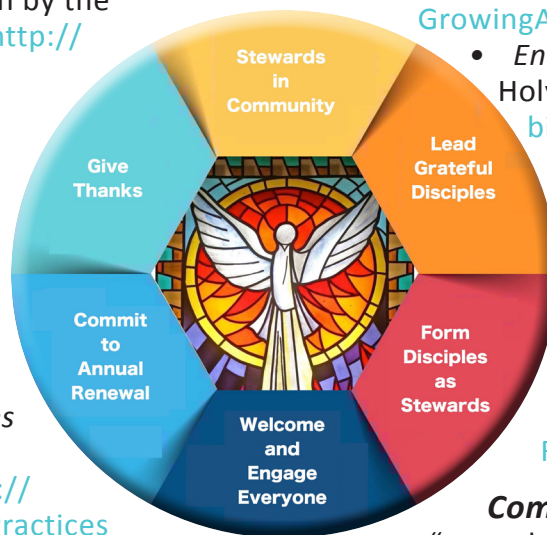 n by the
http://
GrowingA
• En
Holy
b
Stewards
in
Community
Lead
Grateful
Disciples
Form
Disciples
as
Stewards
Welcome
and
Engage
Everyone
Commit
to
Annual
Renewal
Give
Thanks
s
://
ractices
F
Com